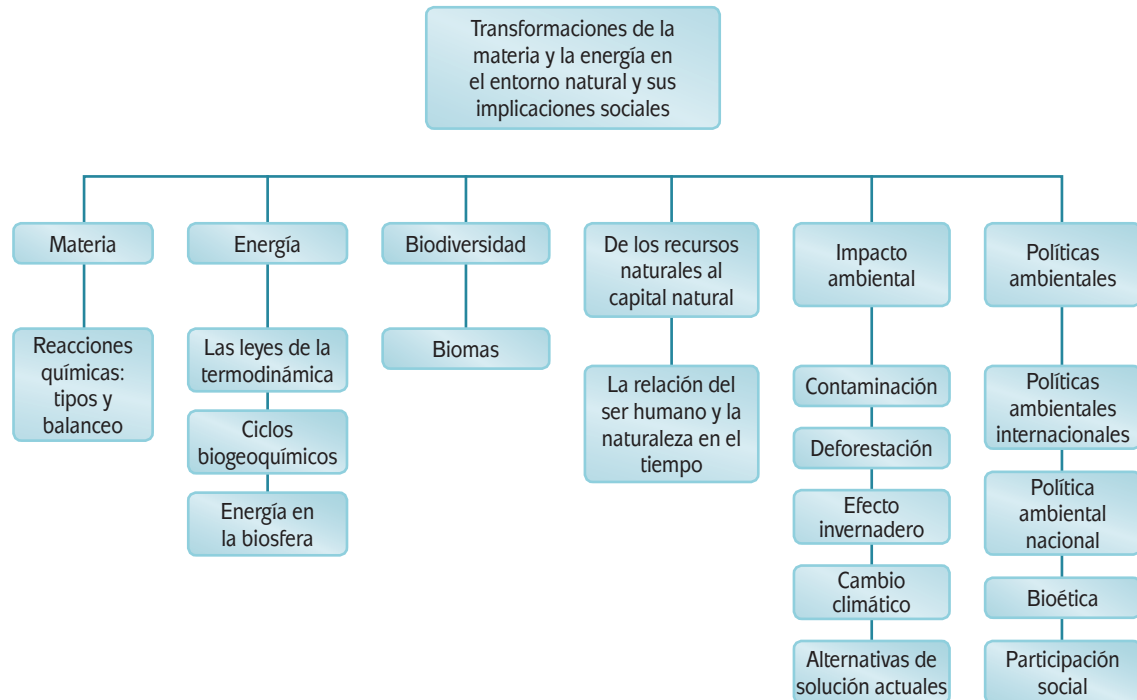 Transformaciones de la
materia y la energía en
el entorno natural y sus
implicaciones sociales
Materia
Reacciones
químicas:
tipos y
balanceo
Energía
Las leyes de la
termodinámica
Ciclos
biogeoquímicos
Energía en
la biosfera
Biodiversidad
Biomas
De los recursos
naturales al
capital natural
La relación del
ser humano y la
naturaleza en el
tiempo
Impacto
ambiental
Contaminación
Deforestación
Efecto
invernadero
Cambio
climático
Alternativas de
solución actuales
Políticas
ambientales
Políticas
ambientales
internacionales
Política
ambiental
nacional
Bioética
Participación
social